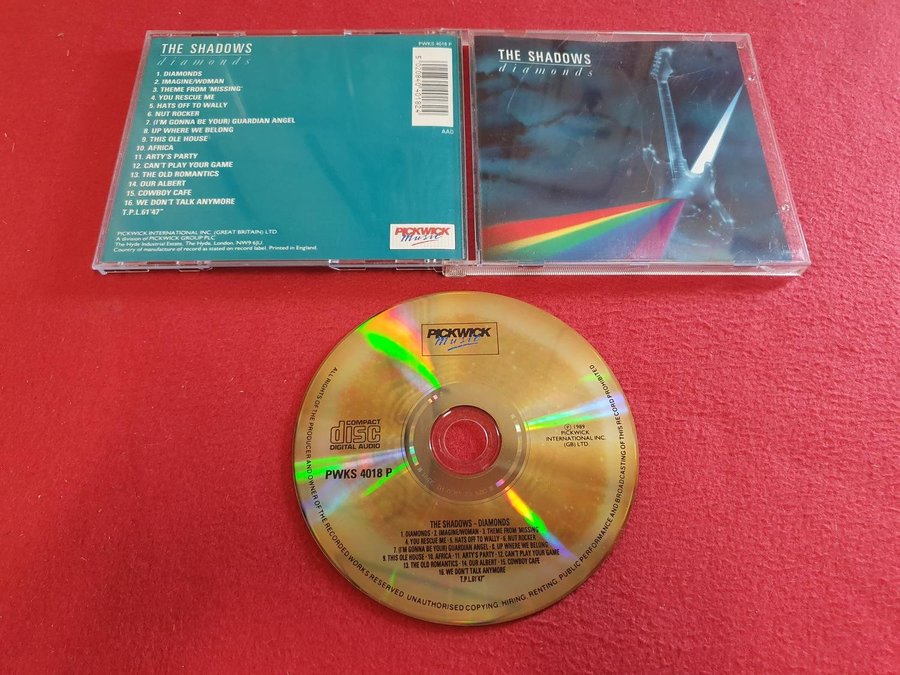 THE SHADOWS
diamonds
PWKS 4018 P
1. DIAMONDS
2. IMAGINE/WOMAN
3. THEME FROM 'MISSING'
4. YOU RESCUE ME
5. HATS OFF TO WALLY
6. NUT ROCKER
7. (I'M GONNA BE YOUR) GUARDIAN ANGEL
8. UP WHERE WE BELONG
9. THIS OLE HOUSE
10. AFRICA
11. ARTY'S PARTY
12. CAN'T PLAY YOUR GAME
13. THE OLD ROMANTICS
14. OUR ALBERT
15. COWBOY CAFE
16. WE DON'T TALK ANYMORE
T.P.L.61'47"
AAD
PICKWICK INTERNATIONAL INC. (GREAT BRITAIN) LTD
A division of PICKWICK GROUP PLC
The Hyde Industrial Estate, The Hyde, London, NW9 6JU.
Country of manufacture of record as stated on record label. Printed in England.
PICKWICK
Music
THE SHADOWS
diamonds
PICKWICK
Music
ALL RIGHTS OF THE PRODUCER AND OWNER OF THE RECORDED WORKS RESERVED. UNAUTHORISED COPYING, HIRING, RENTING, PUBLIC PERFORMANCE AND BROADCASTING OF THIS RECORD PROHIBITED
COMPACT
disc
DIGITAL AUDIO
PWKS 4018 P
℗ 1989
PICKWICK
INTERNATIONAL INC.
(GB) LTD
THE SHADOWS - DIAMONDS
1. DIAMONDS · 2. IMAGINE/WOMAN · 3. THEME FROM 'MISSING'
4. YOU RESCUE ME · 5. HATS OFF TO WALLY · 6. NUT ROCKER
7. (I'M GONNA BE YOUR) GUARDIAN ANGEL · 8. UP WHERE WE BELONG
9. THIS OLE HOUSE · 10. AFRICA · 11. ARTY'S PARTY · 12. CAN'T PLAY YOUR GAME
13. THE OLD ROMANTICS · 14. OUR ALBERT · 15. COWBOY CAFE
16. WE DON'T TALK ANYMORE
T.P.L.61'47"